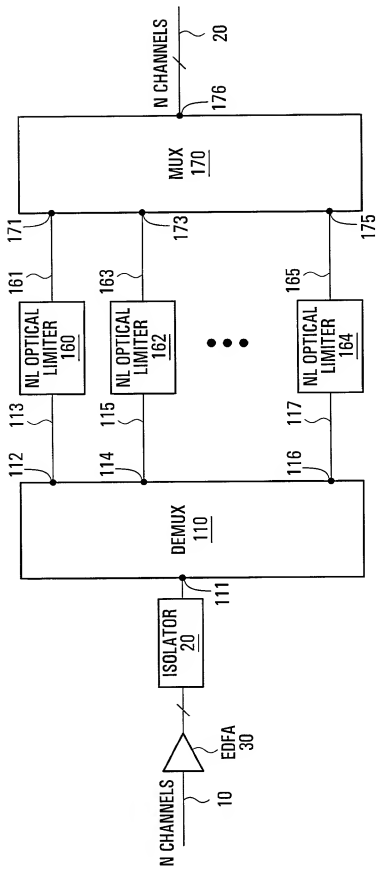 N CHANNELS
10
EDFA
30
ISOLATOR
20
111
DEMUX
110
112
114
116
113
115
117
NL OPTICAL
LIMITER
160
NL OPTICAL
LIMITER
162
NL OPTICAL
LIMITER
164
161
163
165
171
173
175
MUX
170
176
N CHANNELS
20